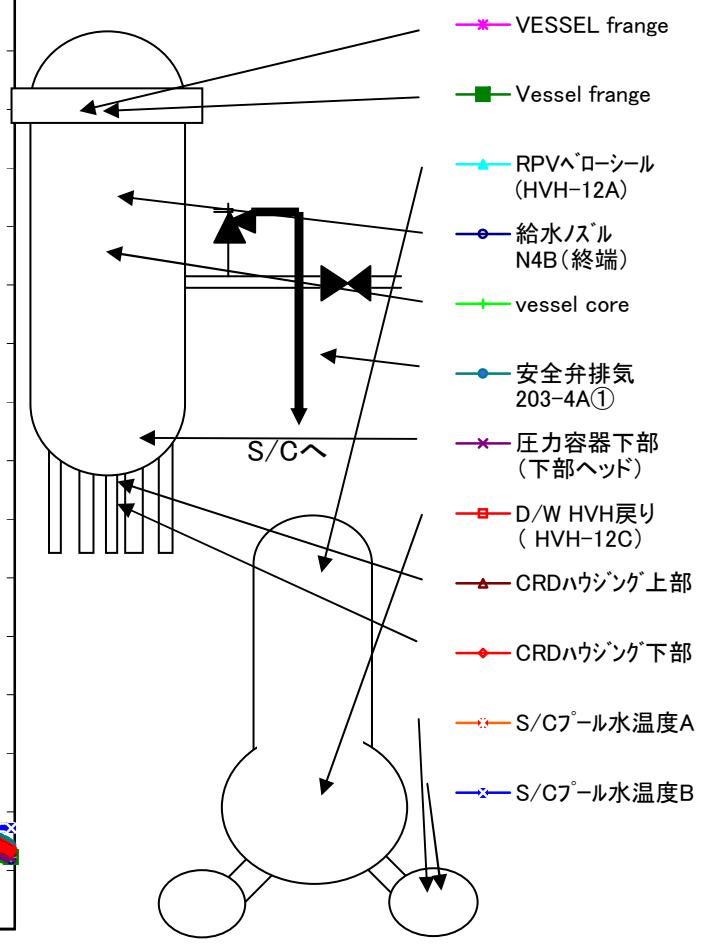 VESSEL frange
Vessel frange
RPVﾍﾞﾛｰｼｰﾙ
(HVH-12A)
給水ﾉｽﾞﾙ
N4B(終端)
vessel core
安全弁排気
203-4A①
圧力容器下部
(下部ヘッド)
S/Cへ
D/W HVH戻り
( HVH-12C)
CRDﾊｳｼﾞﾝｸﾞ上部
CRDﾊｳｼﾞﾝｸﾞ下部
S/Cﾌﾟｰﾙ水温度A
S/Cﾌﾟｰﾙ水温度B